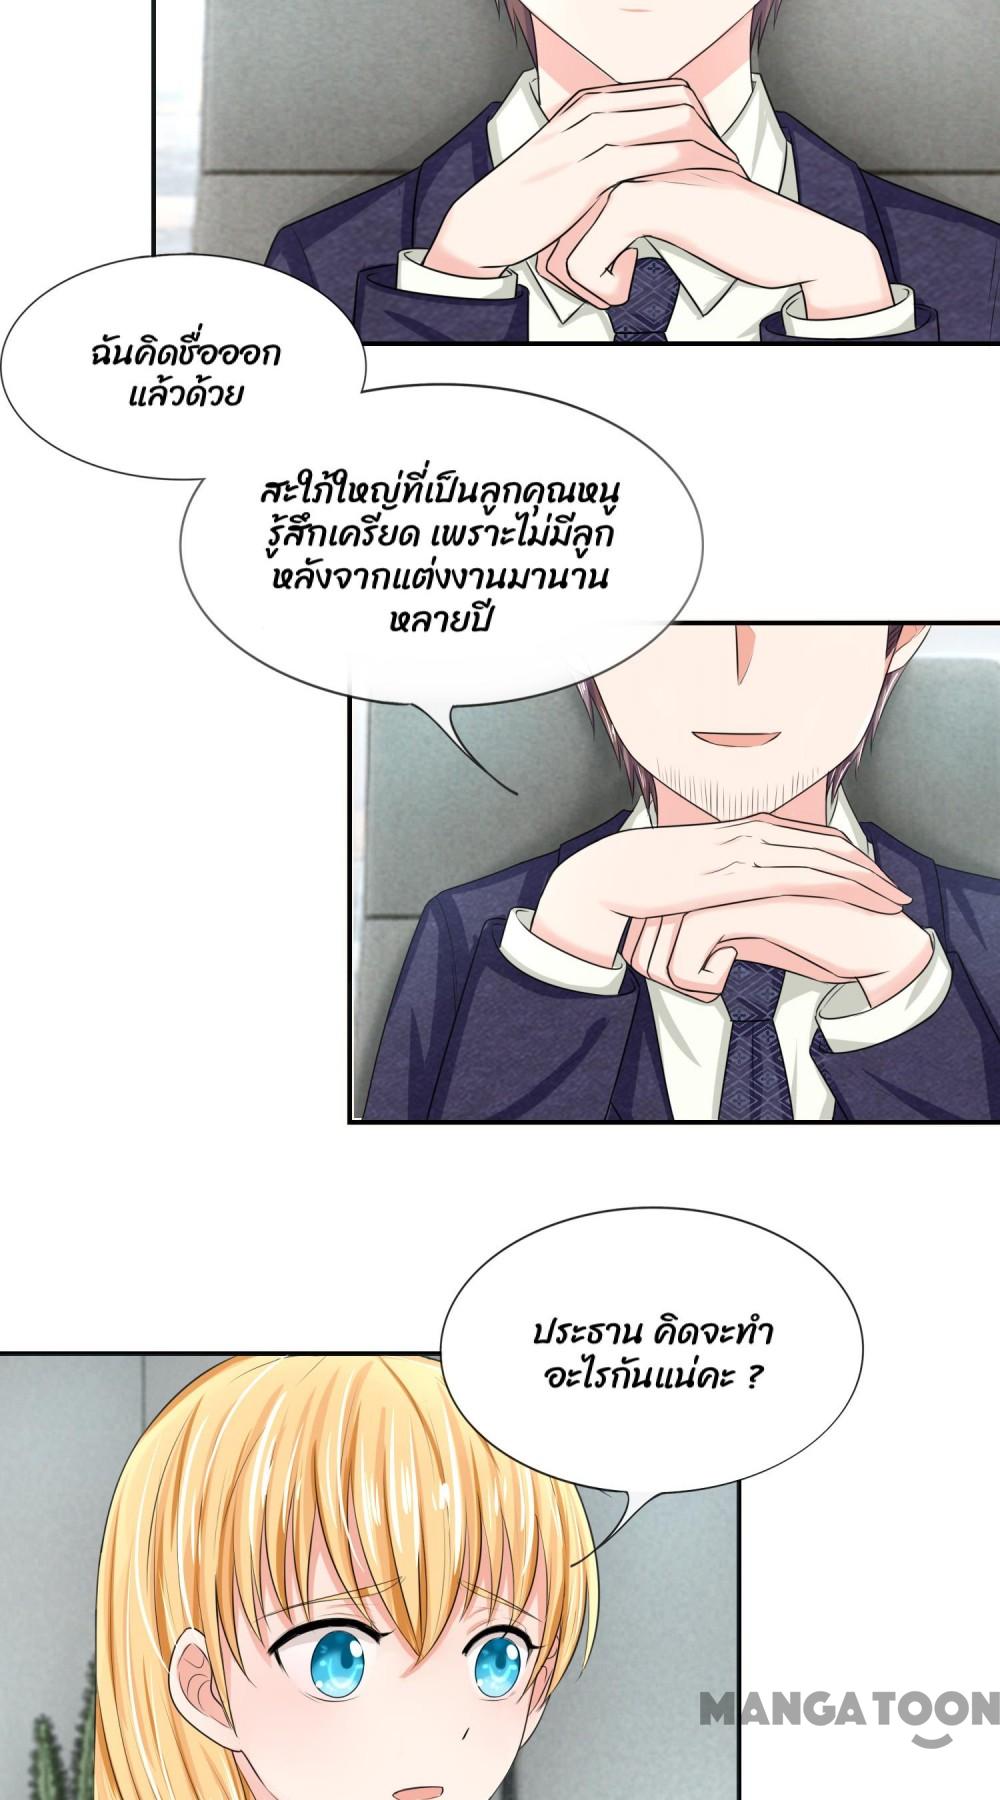 ฉันคิดชื่อออก
แล้วด้วย
สะใภ้ใหญ่ที่เป็นลูกคุณหนู
รู้สึกเครียด เพราะไม่มีลูก
หลังจากแต่งงานมานาน
หลายปี
ประธาน คิดจะทำ
อะไรกันแน่คะ ?
MANGATOON